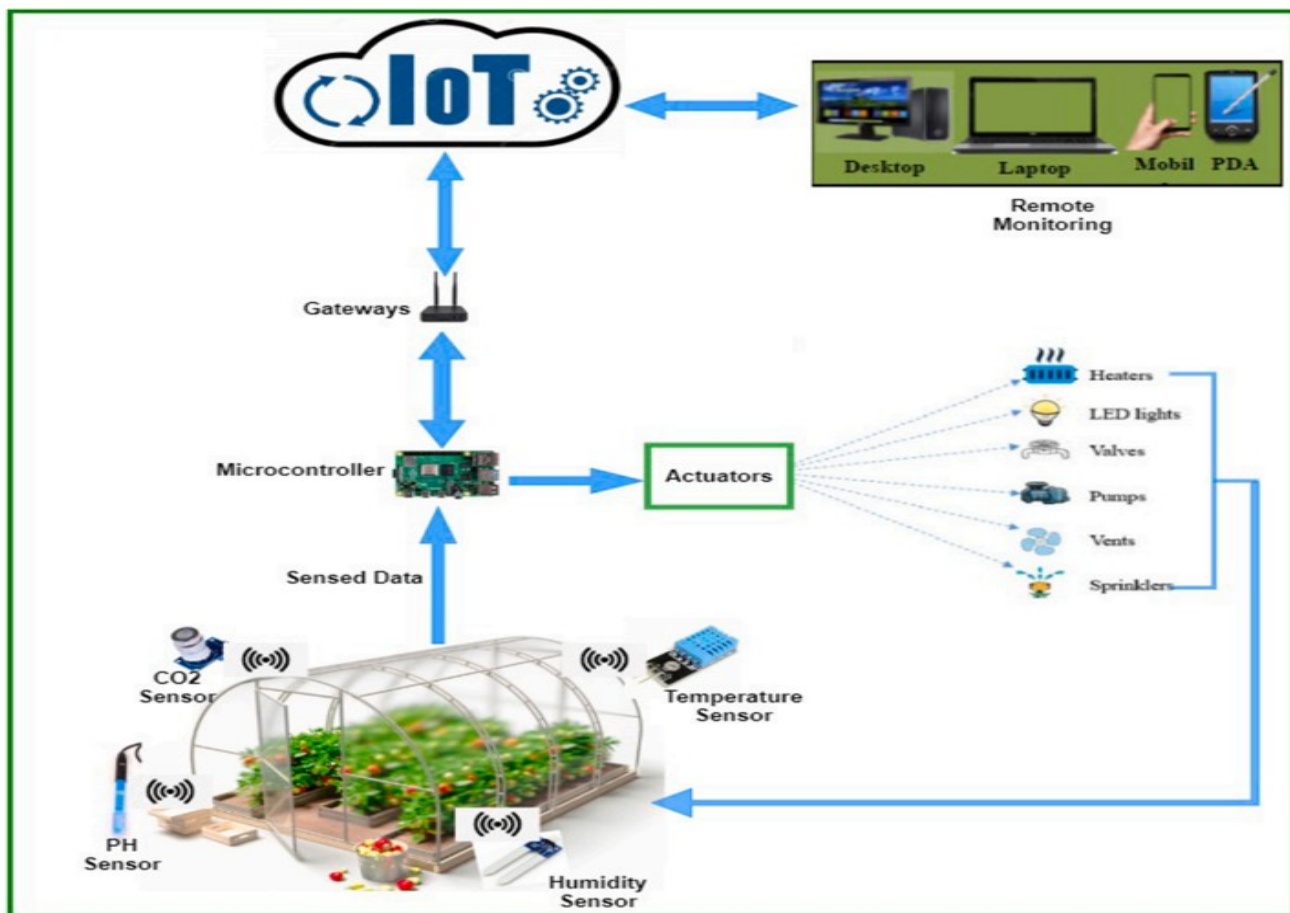 IoT
Desktop
Laptop
Mobil
PDA
Remote
Monitoring
Gateways
Heaters
LED lights
Valves
Microcontroller
Actuators
Pumps
Vents
Sensed Data
Sprinklers
CO2
Sensor
Temperature
Sensor
PH
Sensor
Humidity
Sensor